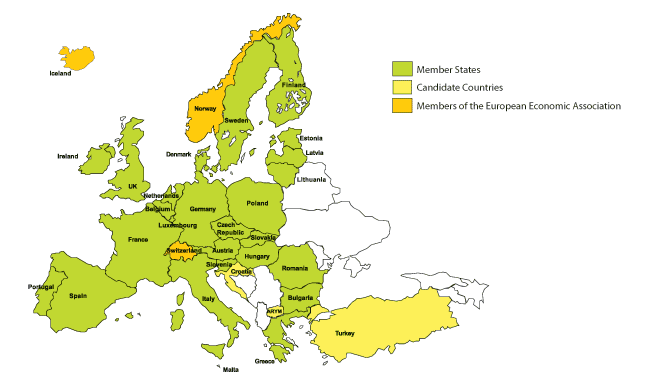 Iceland
Member States
Candidate Countries
Members of the European Economic Association
Finland
Norway
Sweden
Estonia
Latvia
Denmark
Ireland
Lithuania
UK
Netherlands
Poland
Belgium
Germany
Luxembourg
Czech
Republic
Slovakia
France
Switzerland
Austria
Hungary
Slovenia
Croatia
Romania
Portugal
Spain
Italy
Bulgaria
ARYM
Turkey
Greece
Malta